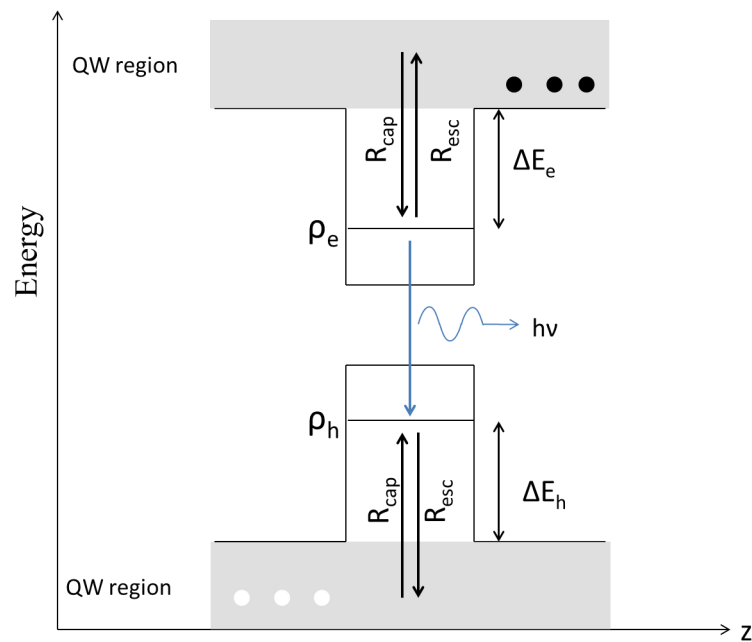 QW region
R_cap
R_esc
ΔE_e
ρ_e
Energy
hν
ρ_h
R_cap
R_esc
ΔE_h
QW region
z